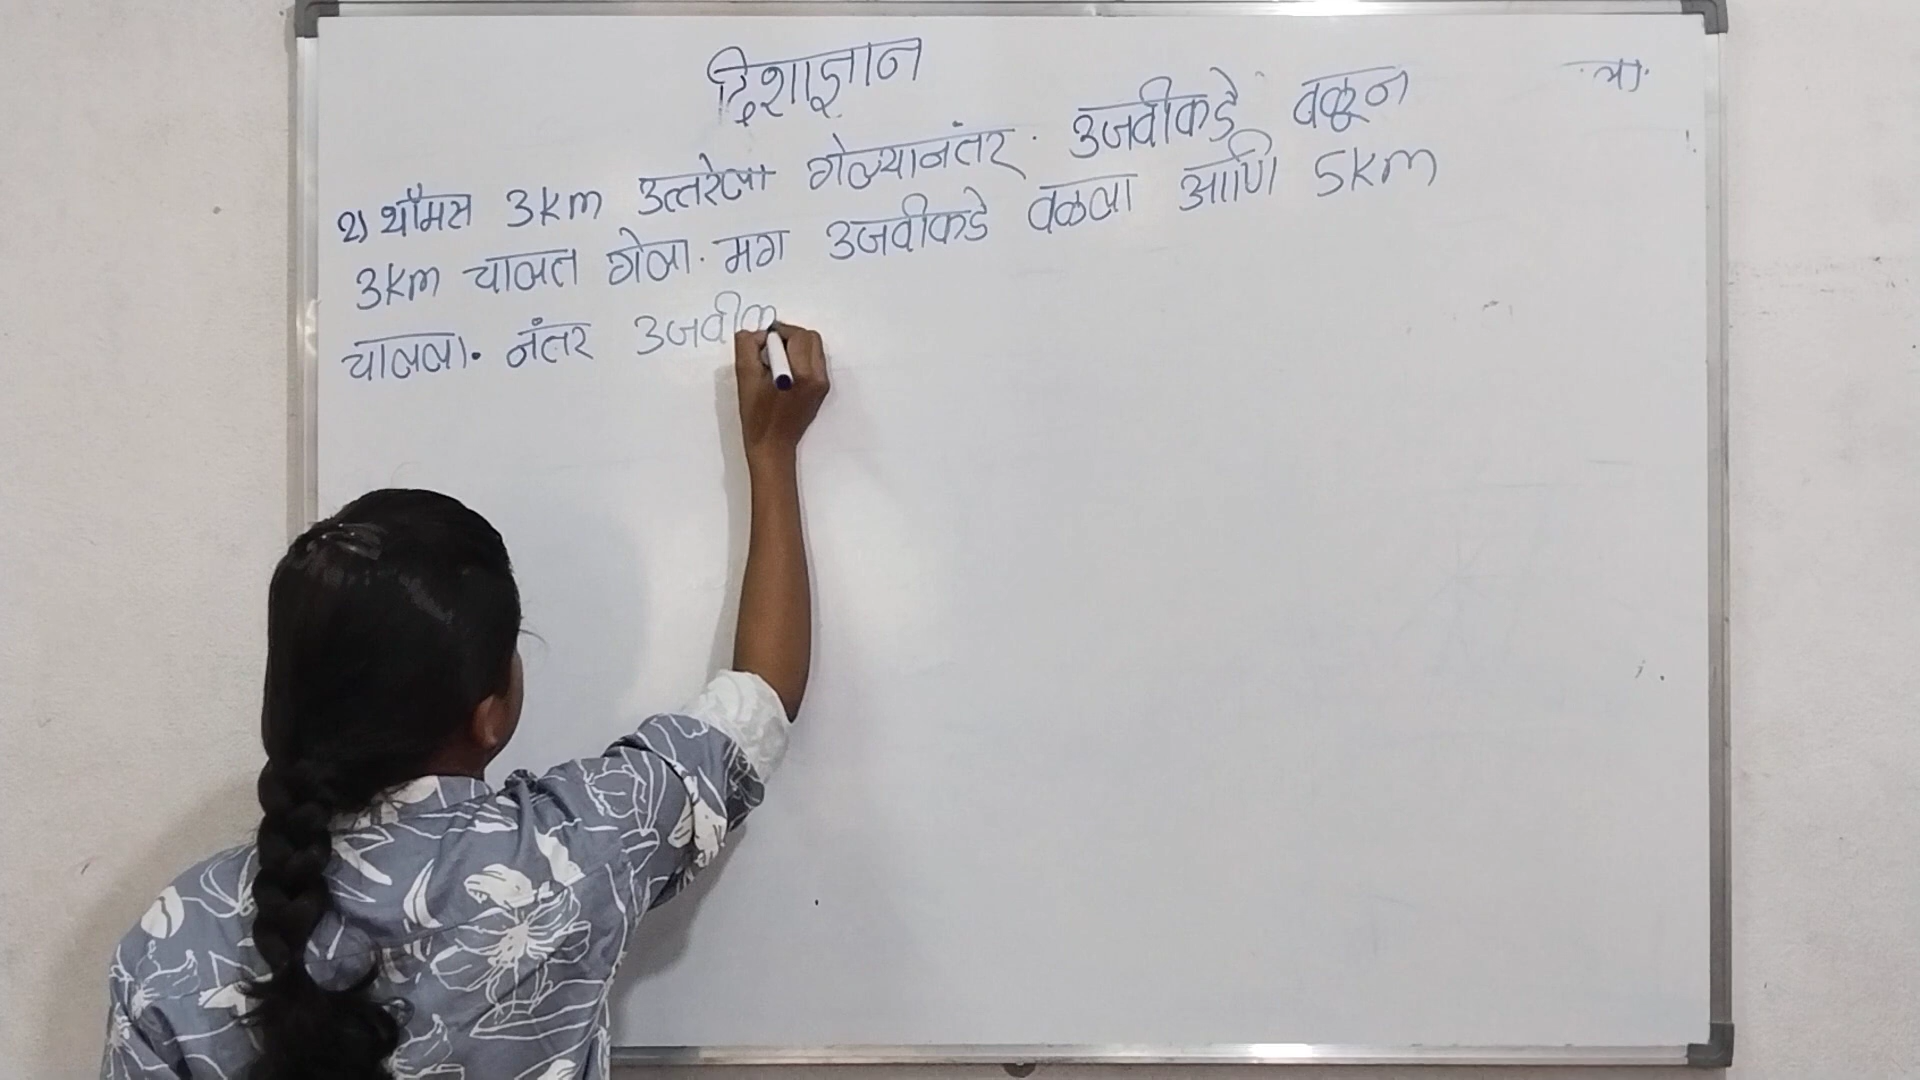 दिशाज्ञान
२) थॉमस 3km उत्तरेला गेल्यानंतर उजवीकडे वळून
3km चालत गेला. मग उजवीकडे वळला आणि 5km
चालला. नंतर उजवीक